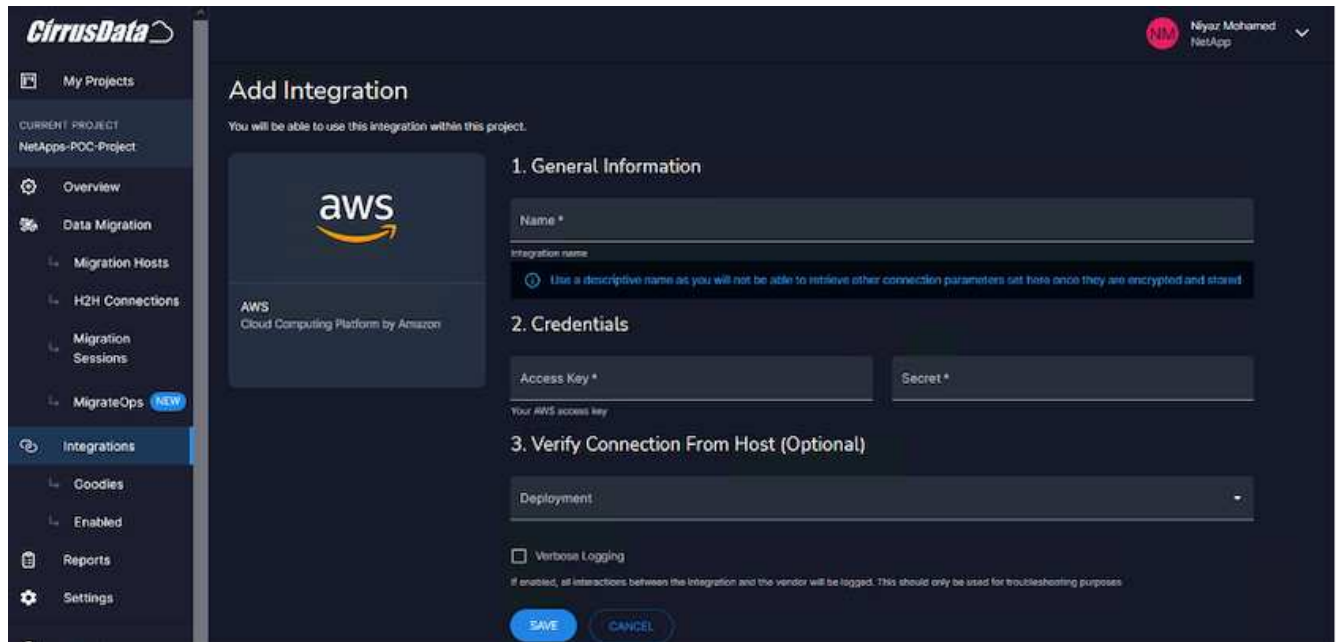 CirrusData
Niyaz Mohamed
NM
NetApp
My Projects
CURRENT PROJECT
NetApps-POC-Project
Overview
Data Migration
Migration Hosts
H2H Connections
Migration
Sessions
MigrateOps NEW
Integrations
Goodies
Enabled
Reports
Settings
Add Integration
You will be able to use this integration within this project.
aws
AWS
Cloud Computing Platform by Amazon
1. General Information
Name *
Integration name
Use a descriptive name as you will not be able to retrieve other connection parameters set here once they are encrypted and stored
2. Credentials
Access Key * Secret *
Your AWS access key
3. Verify Connection From Host (Optional)
Deployment
Verbose Logging
If enabled, all interactions between the integration and the vendor will be logged. This should only be used for troubleshooting purposes
SAVE CANCEL